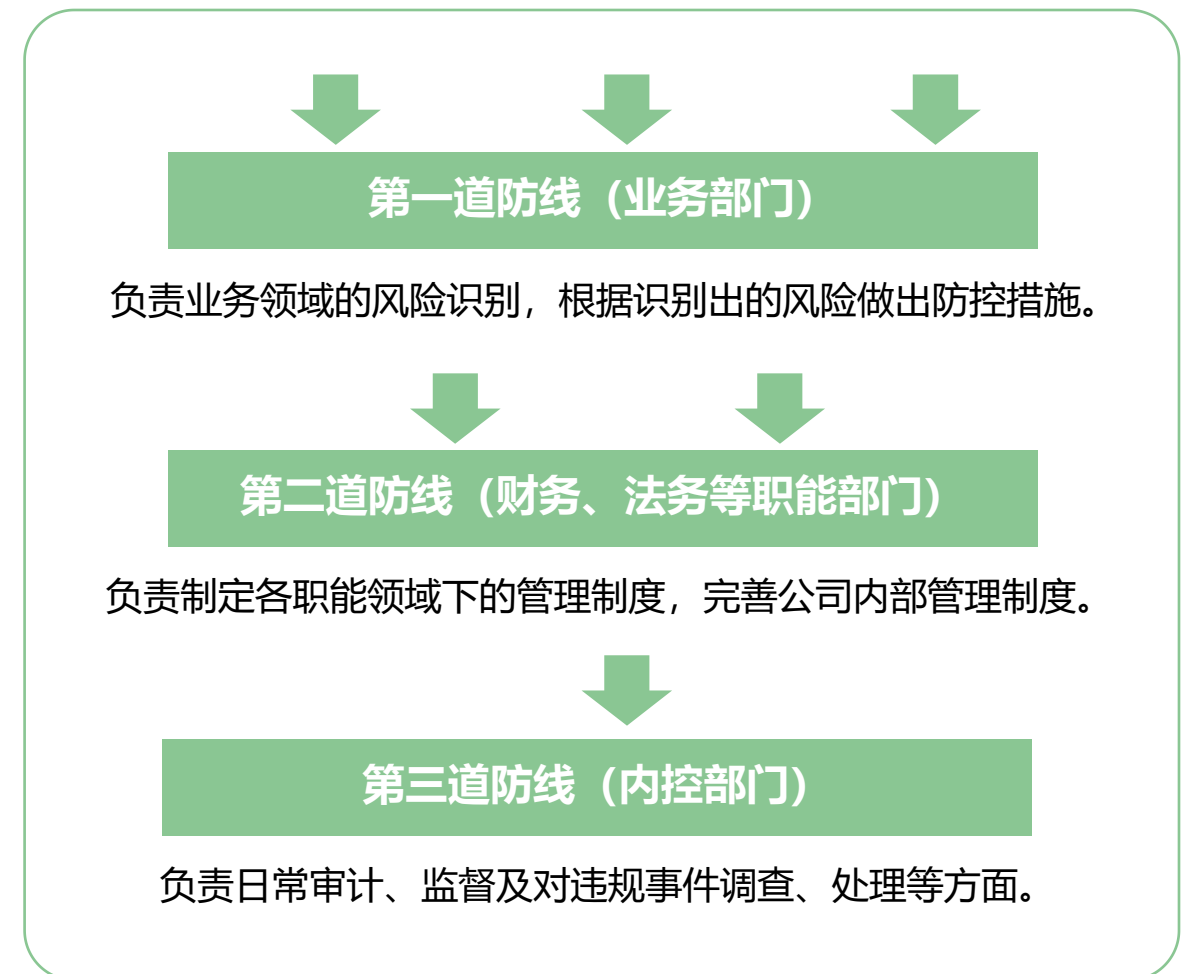 第一道防线（业务部门）
负责业务领域的风险识别，根据识别出的风险做出防控措施。
第二道防线（财务、法务等职能部门）
负责制定各职能领域下的管理制度，完善公司内部管理制度。
第三道防线（内控部门）
负责日常审计、监督及对违规事件调查、处理等方面。